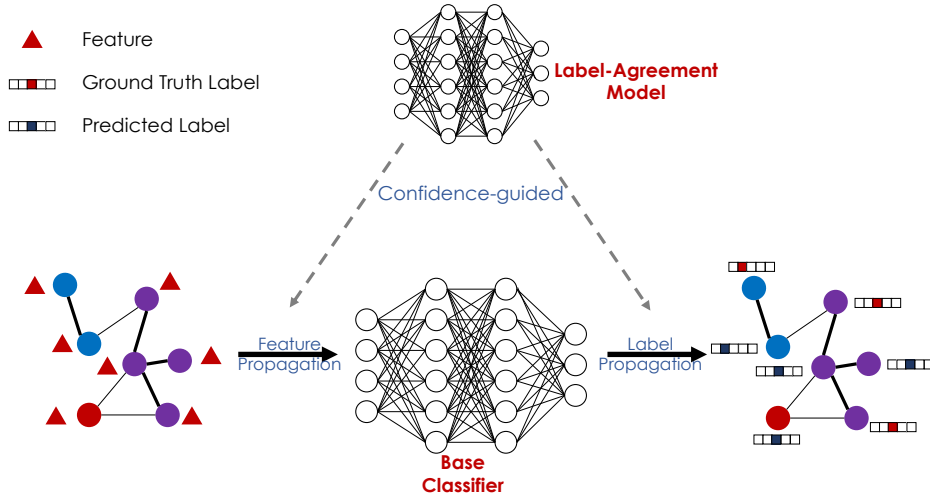 Feature
Ground Truth Label
Predicted Label
Label-Agreement
Model
Confidence-guided
Feature
Propagation
Label
Propagation
Base
Classifier